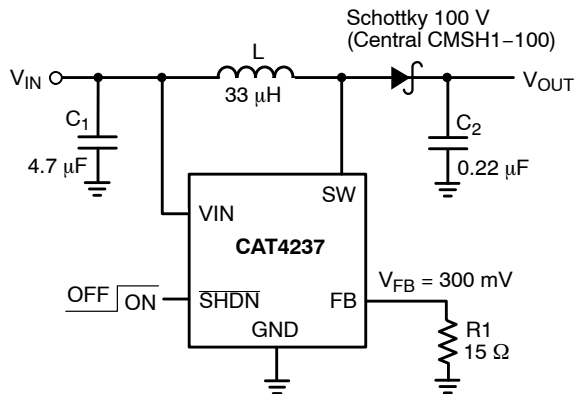 Schottky 100 V
(Central CMSH1–100)
L
VIN
VOUT
33 μH
C1
4.7 μF
C2
0.22 μF
SW
VIN
CAT4237
VFB = 300 mV
OFF
ON
SHDN
FB
GND
R1
15 Ω